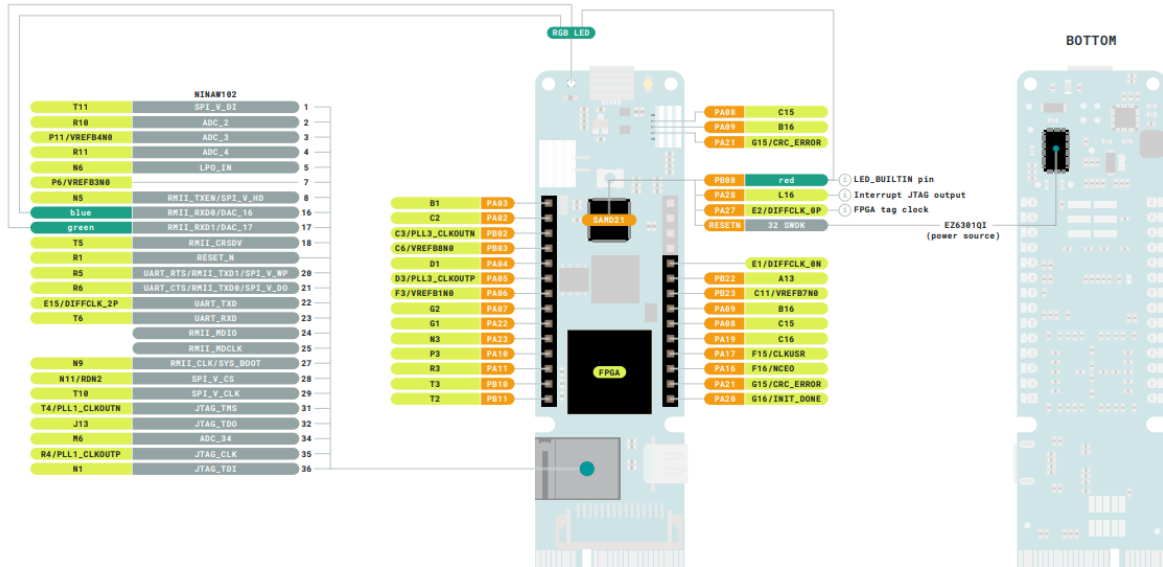 RGB LED
BOTTOM
NINAW102
T11 SPI_V_DI 1
R10 ADC_2 2
P11/VREFB4N0 ADC_3 3
R11 ADC_4 4
N6 LPO_IN 5
P6/VREFB3N0 7
N5 RMII_TXEN/SPI_V_HD 8
blue RMII_RXD0/DAC_16 16
green RMII_RXD1/DAC_17 17
T5 RMII_CRSDV 18
R1 RESET_N
R5 UART_RTS/RMII_TXD1/SPI_V_WP 20
R6 UART_CTS/RMII_TXD0/SPI_V_DO 21
E15/DIFFCLK_2P UART_TXD 22
T6 UART_RXD 23
RMII_MDIO 24
RMII_MDCLK 25
N9 RMII_CLK/SYS_BOOT 27
N11/RDN2 SPI_V_CS 28
T10 SPI_V_CLK 29
T4/PLL1_CLKOUTN JTAG_TMS 31
J13 JTAG_TDO 32
M6 ADC_34 34
R4/PLL1_CLKOUTP JTAG_CLK 35
N1 JTAG_TDI 36
B1 PA03
C2 PA02
C3/PLL3_CLKOUTN PB02
C6/VREFB8N0 PB03
D1 PA04
D3/PLL3_CLKOUTP PA05
F3/VREFB1N0 PA06
G2 PA07
G1 PA22
N3 PA23
P3 PA10
R3 PA11
T3 PB10
T2 PB11
SAMD21
FPGA
PA08 C15
PA09 B16
PA21 G15/CRC_ERROR
PB08 red 1 LED_BUILTIN pin
PA28 L16 1 Interrupt JTAG output
PA27 E2/DIFFCLK_0P 1 FPGA tag clock
RESETN 32 SWOK
EZ6301QI
(power source)
E1/DIFFCLK_0N
PB22 A13
PB23 C11/VREFB7N0
PA09 B16
PA08 C15
PA19 C16
PA17 F15/CLKUSR
PA16 F16/NCEO
PA21 G15/CRC_ERROR
PA20 G16/INIT_DONE